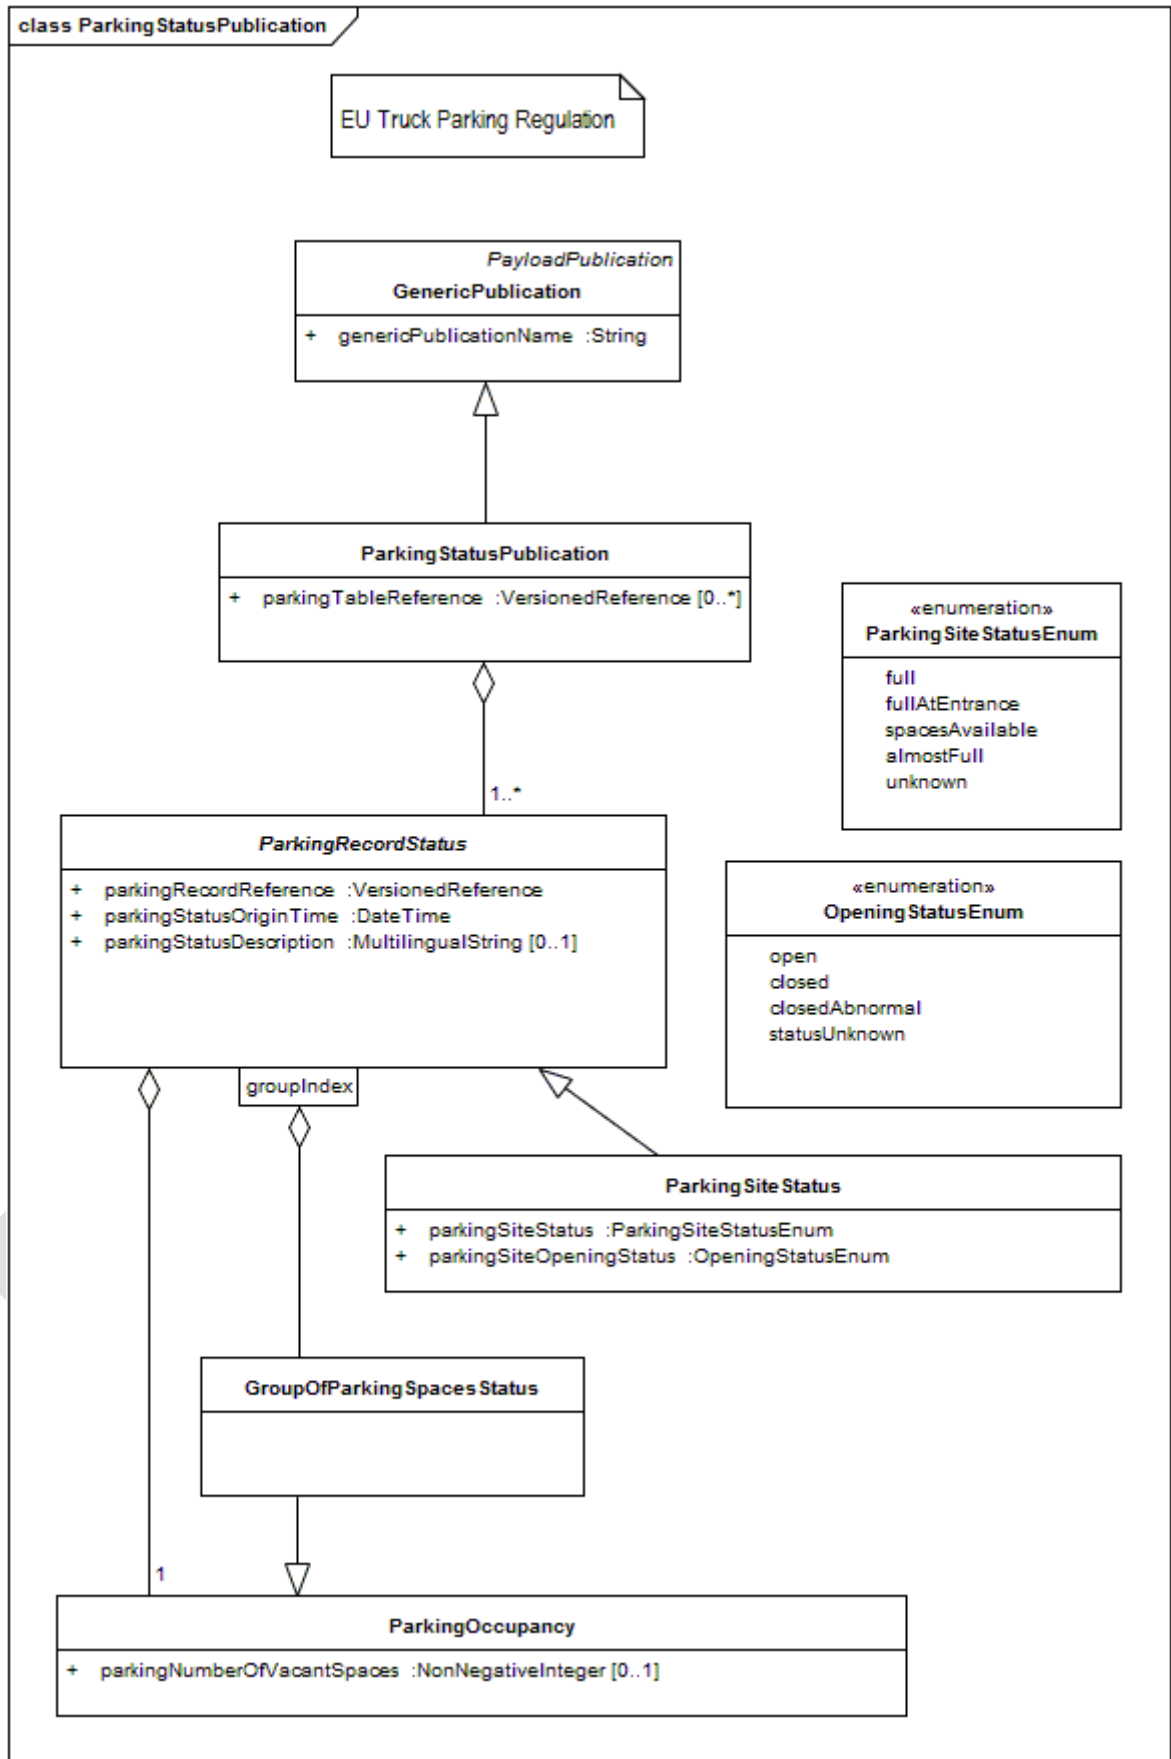 class ParkingStatusPublication
EU Truck Parking Regulation
PayloadPublication
GenericPublication
+ genericPublicationName :String
ParkingStatusPublication
+ parkingTableReference :VersionedReference [0..*]
«enumeration»
ParkingSiteStatusEnum
full
fullAtEntrance
spacesAvailable
almostFull
unknown
1..*
ParkingRecordStatus
+ parkingRecordReference :VersionedReference
+ parkingStatusOriginTime :DateTime
+ parkingStatusDescription :MultilingualString [0..1]
«enumeration»
OpeningStatusEnum
open
closed
closedAbnormal
statusUnknown
groupIndex
ParkingSiteStatus
+ parkingSiteStatus :ParkingSiteStatusEnum
+ parkingSiteOpeningStatus :OpeningStatusEnum
GroupOfParkingSpacesStatus
1
ParkingOccupancy
+ parkingNumberOfVacantSpaces :NonNegativeInteger [0..1]